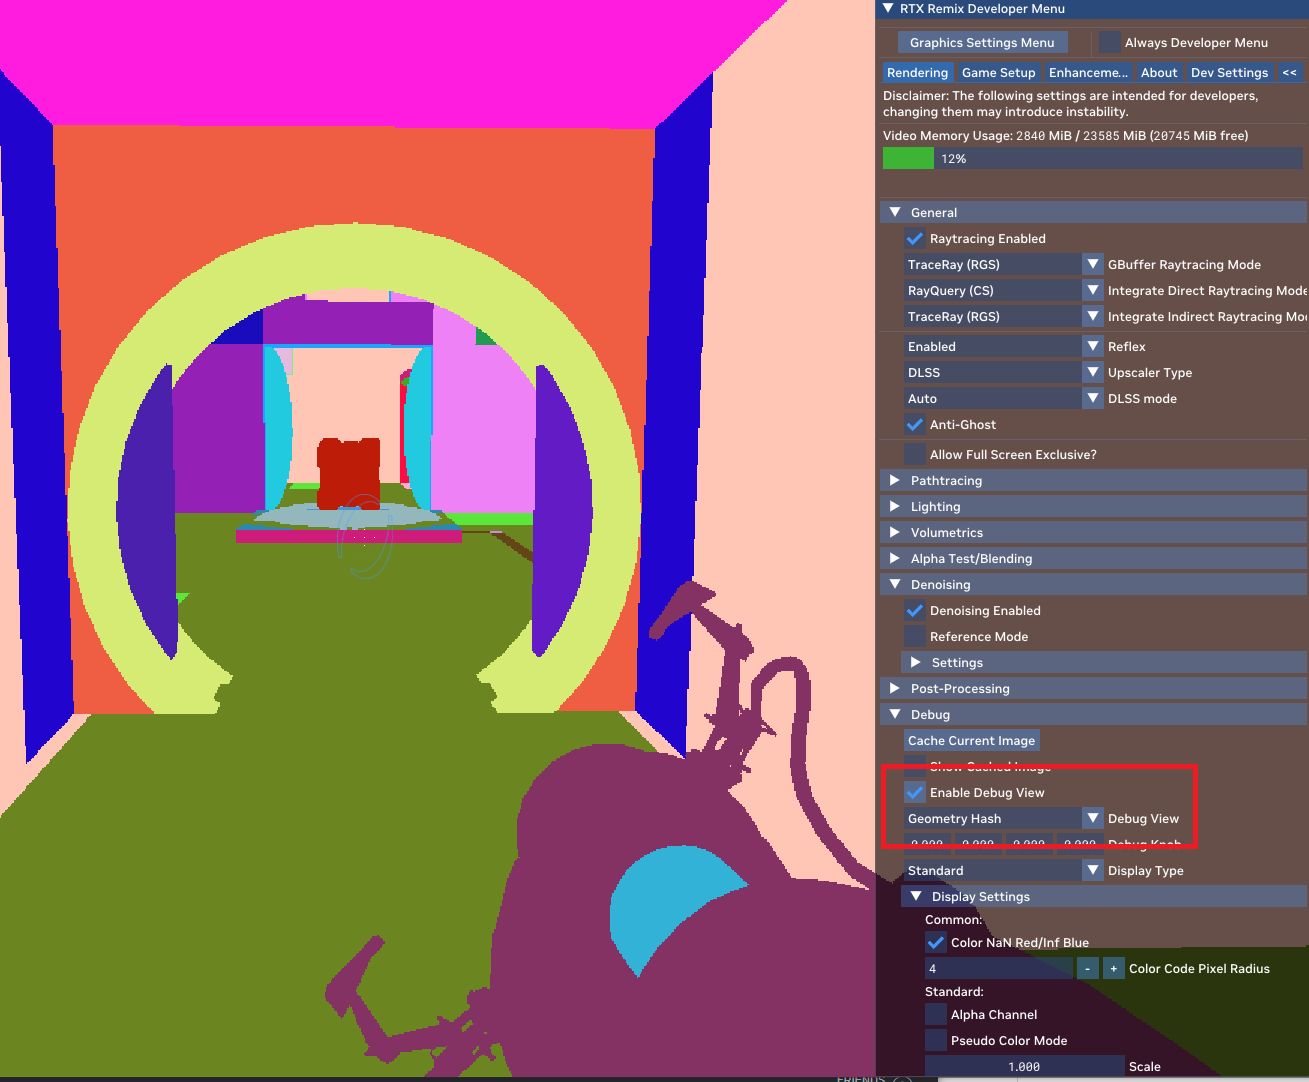 RTX Remix Developer Menu
Graphics Settings Menu Always Developer Menu
Rendering Game Setup Enhanceme... About Dev Settings <<
Disclaimer: The following settings are intended for developers,
changing them may introduce instability.
Video Memory Usage: 2840 MiB / 23585 MiB (20745 MiB free)
12%
General
Raytracing Enabled
TraceRay (RGS) GBuffer Raytracing Mode
RayQuery (CS) Integrate Direct Raytracing Mode
TraceRay (RGS) Integrate Indirect Raytracing Mo
Enabled Reflex
DLSS Upscaler Type
Auto DLSS mode
Anti-Ghost
Allow Full Screen Exclusive?
Pathtracing
Lighting
Volumetrics
Alpha Test/Blending
Denoising
Denoising Enabled
Reference Mode
Settings
Post-Processing
Debug
Cache Current Image
Show Cached Image
Enable Debug View
Geometry Hash Debug View
0.000 0.000 0.000 0.000 Debug Knob
Standard Display Type
Display Settings
Common:
Color NaN Red/Inf Blue
4 - + Color Code Pixel Radius
Standard:
Alpha Channel
Pseudo Color Mode
1.000 Scale
FRIENDS